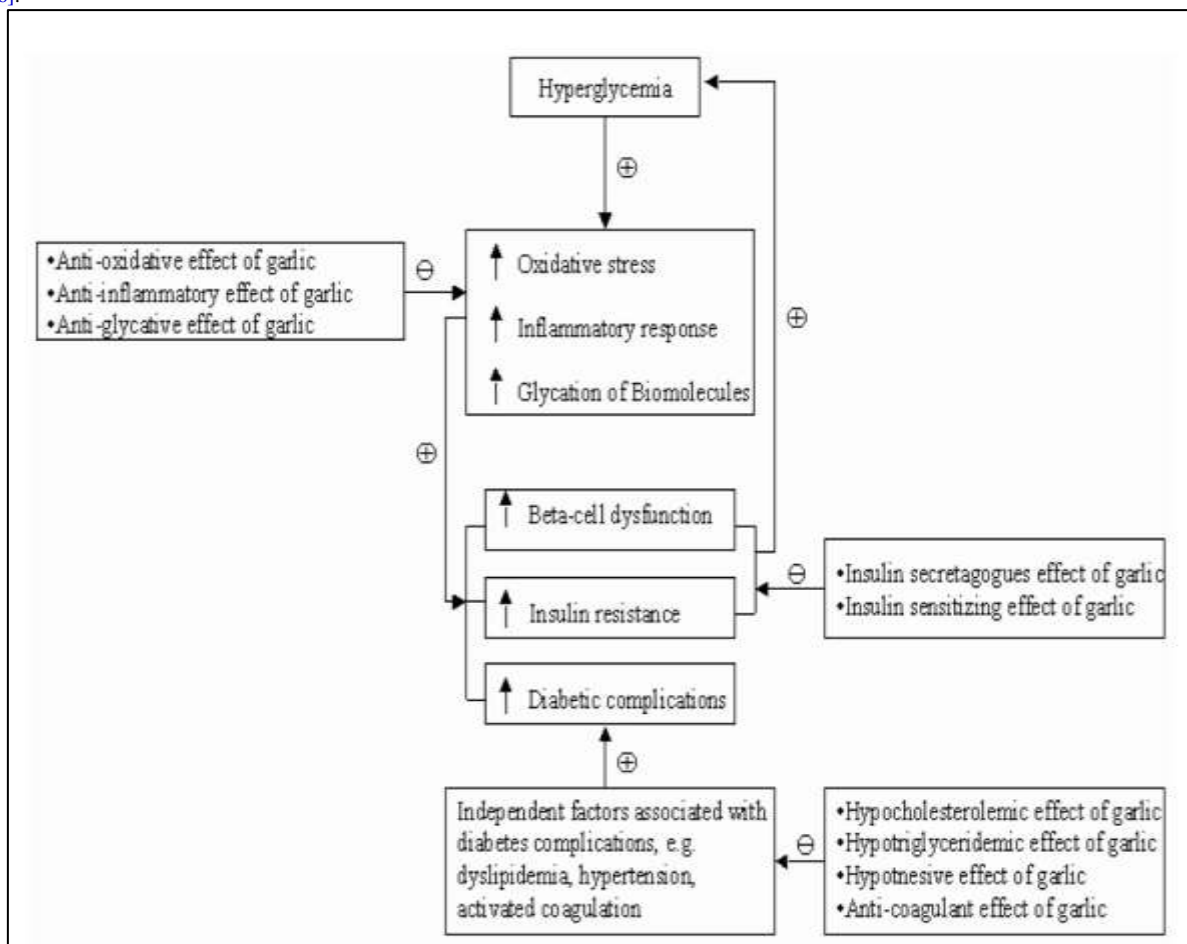 Hyperglycemia
⊕
•Anti-oxidative effect of garlic
•Anti-inflammatory effect of garlic
•Anti-glycative effect of garlic
⊖
↑ Oxidative stress
↑ Inflammatory response
↑ Glycation of Biomolecules
⊕
⊕
↑ Beta-cell dysfunction
↑ Insulin resistance
↑ Diabetic complications
⊖
•Insulin secretagogues effect of garlic
•Insulin sensitizing effect of garlic
⊕
Independent factors associated with
diabetes complications, e.g.
dyslipidemia, hypertension,
activated coagulation
⊖
•Hypocholesterolemic effect of garlic
•Hypotriglyceridemic effect of garlic
•Hypotnesive effect of garlic
•Anti-coagulant effect of garlic